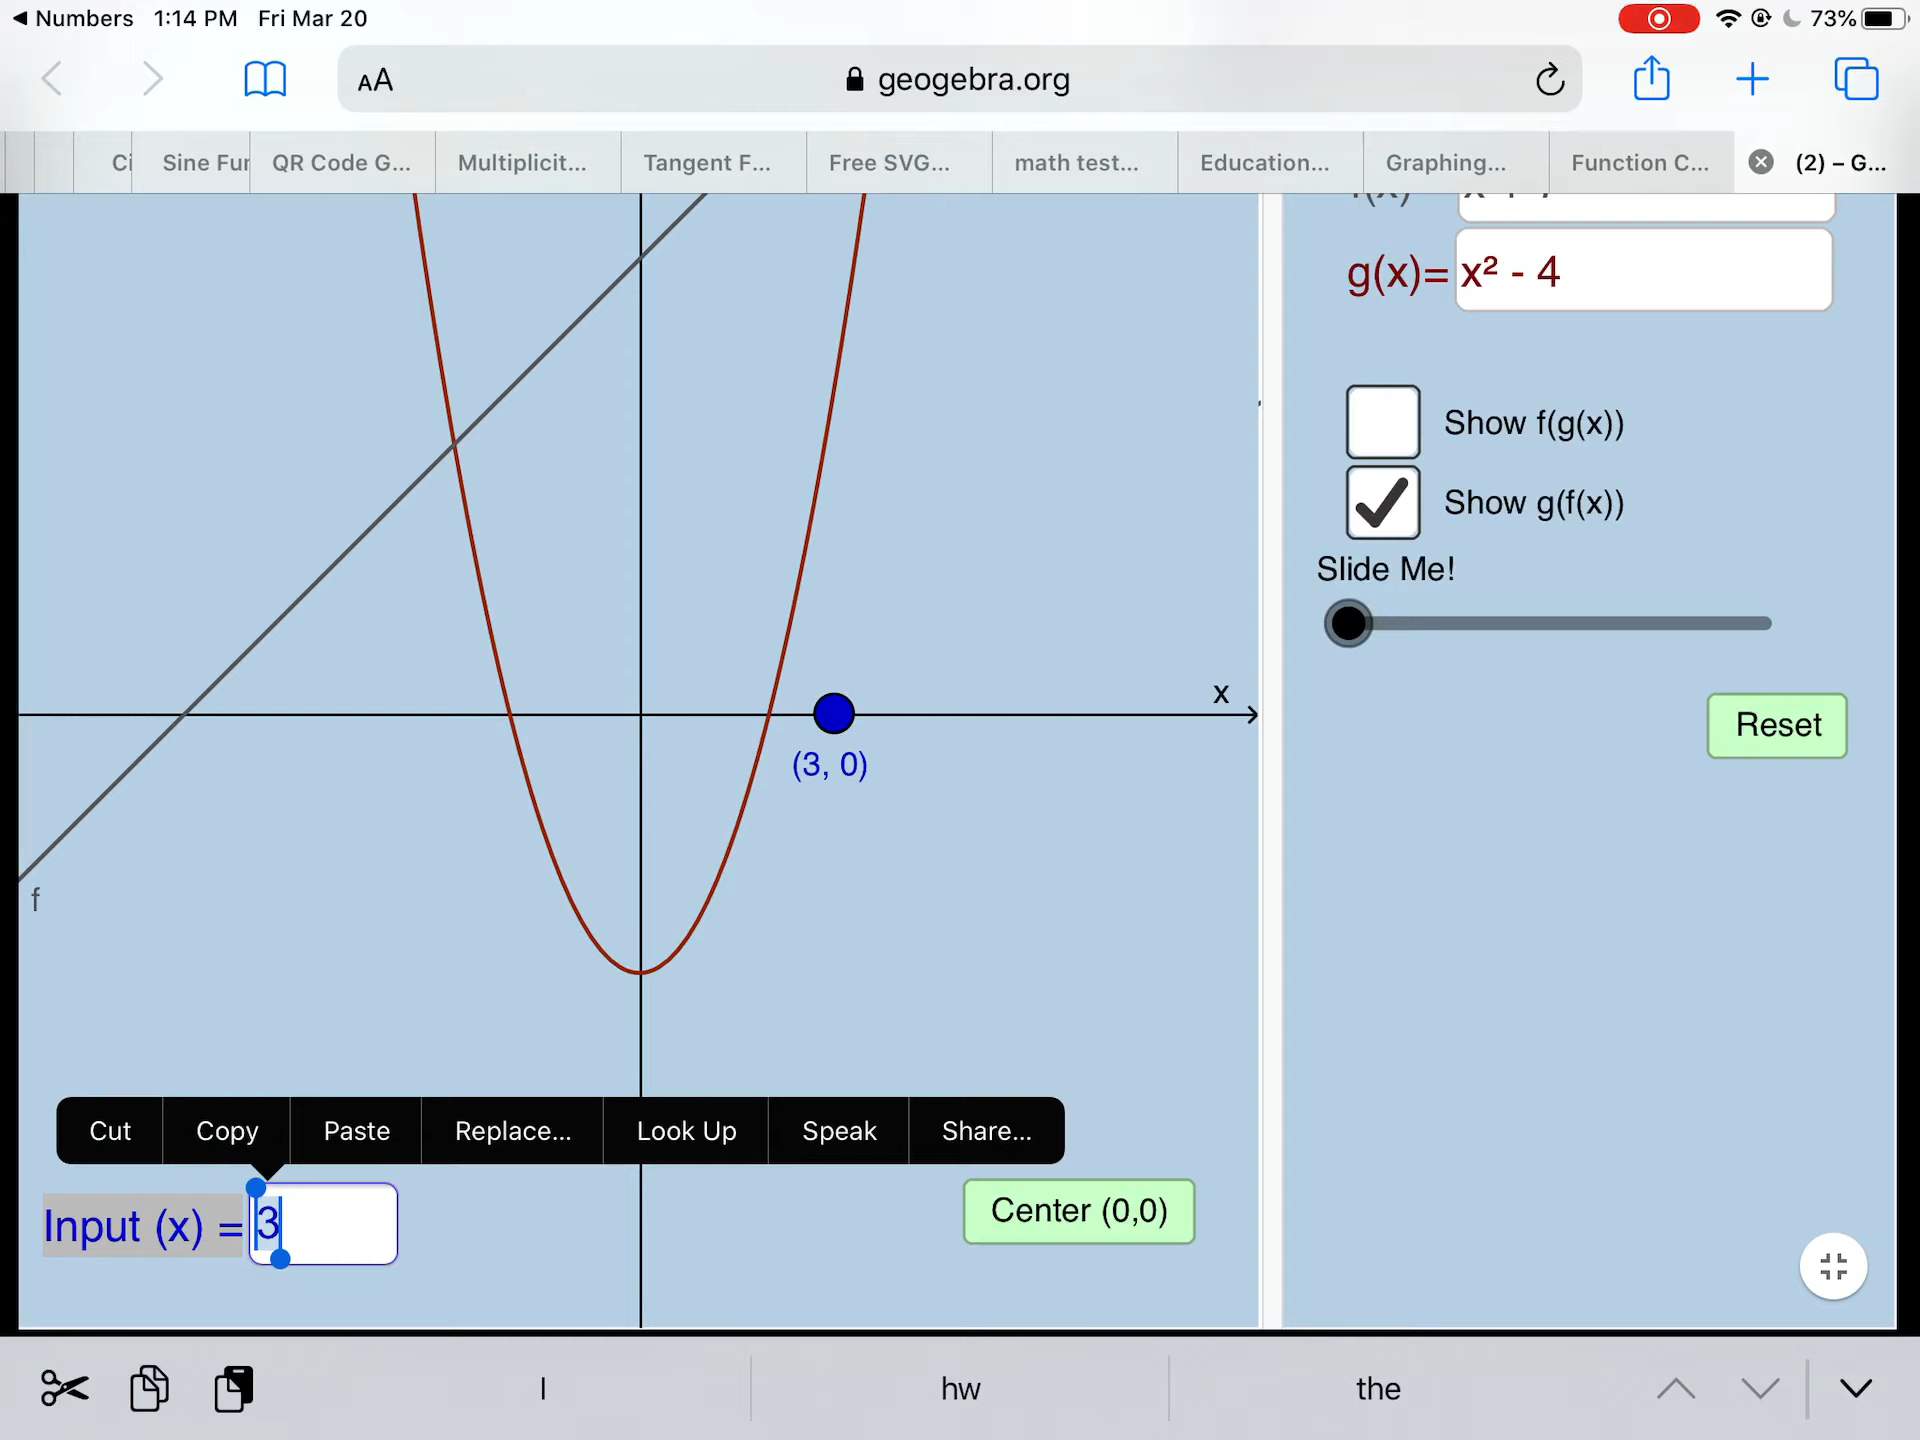 Numbers 1:14 PM Fri Mar 20 73%
AA geogebra.org
Ci Sine Fun QR Code G... Multiplicit... Tangent F... Free SVG... math test... Education... Graphing... Function C... (2) – G...
g(x)= x² - 4
Show f(g(x))
Show g(f(x))
Slide Me!
x
(3, 0)
Reset
f
Cut Copy Paste Replace... Look Up Speak Share...
Input (x) = 3
Center (0,0)
I hw the